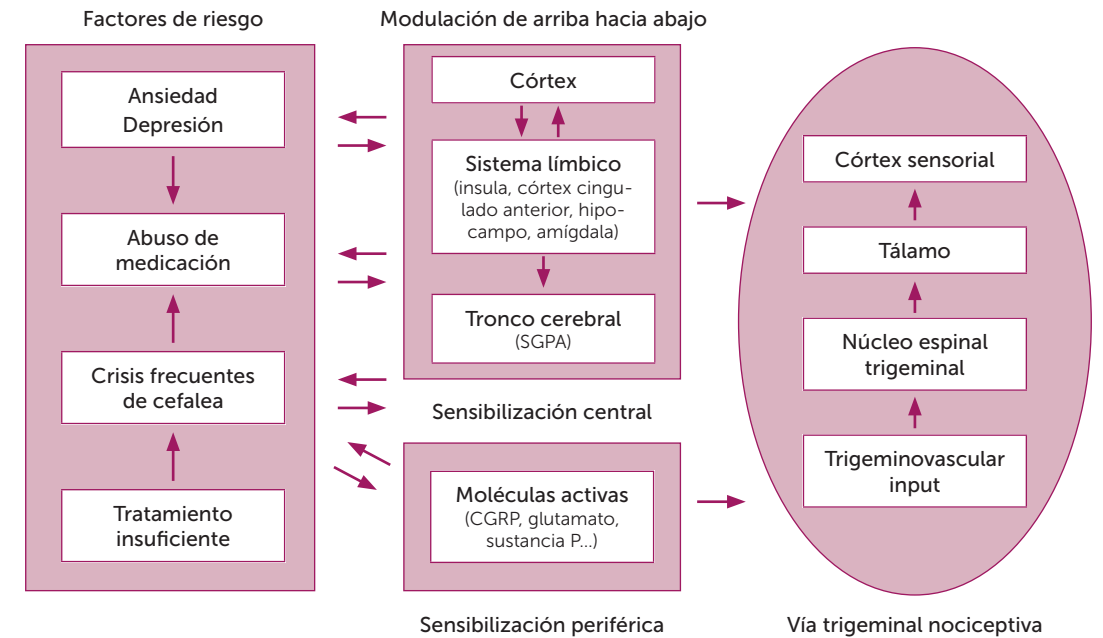 Factores de riesgo
Ansiedad
Depresión
Abuso de
medicación
Crisis frecuentes
de cefalea
Tratamiento
insuficiente
Modulación de arriba hacia abajo
Córtex
Sistema límbico
(insula, córtex cingu-
lado anterior, hipo-
campo, amígdala)
Tronco cerebral
(SGPA)
Sensibilización central
Moléculas activas
(CGRP, glutamato,
sustancia P...)
Sensibilización periférica
Córtex sensorial
Tálamo
Núcleo espinal
trigeminal
Trigeminovascular
input
Vía trigeminal nociceptiva